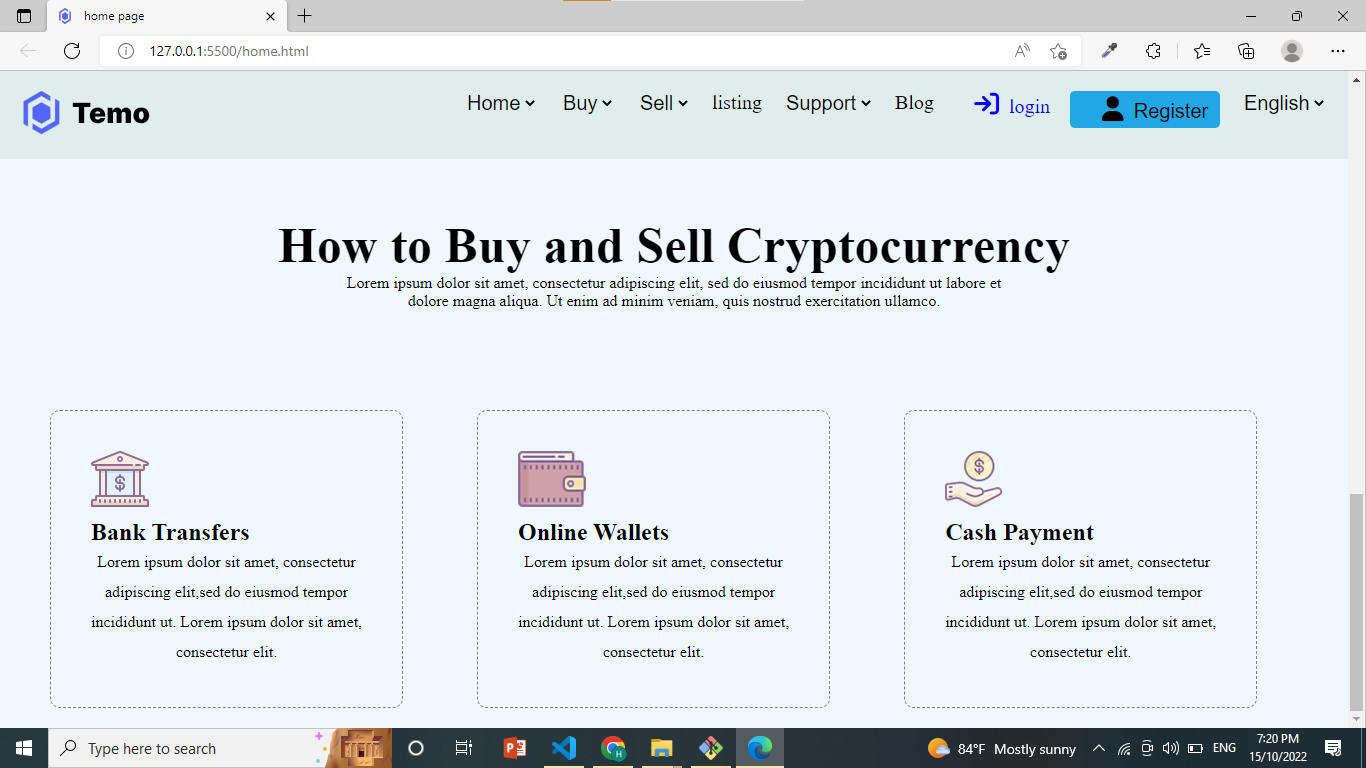 home page
127.0.0.1:5500/home.html
Temo
Home Buy Sell listing Support Blog login Register English
How to Buy and Sell Cryptocurrency
Lorem ipsum dolor sit amet, consectetur adipiscing elit, sed do eiusmod tempor incididunt ut labore et
dolore magna aliqua. Ut enim ad minim veniam, quis nostrud exercitation ullamco.
$
Bank Transfers
Lorem ipsum dolor sit amet, consectetur
adipiscing elit,sed do eiusmod tempor
incididunt ut. Lorem ipsum dolor sit amet,
consectetur elit.
Online Wallets
Lorem ipsum dolor sit amet, consectetur
adipiscing elit,sed do eiusmod tempor
incididunt ut. Lorem ipsum dolor sit amet,
consectetur elit.
$
Cash Payment
Lorem ipsum dolor sit amet, consectetur
adipiscing elit,sed do eiusmod tempor
incididunt ut. Lorem ipsum dolor sit amet,
consectetur elit.
Type here to search
84°F Mostly sunny
ENG
7:20 PM
15/10/2022